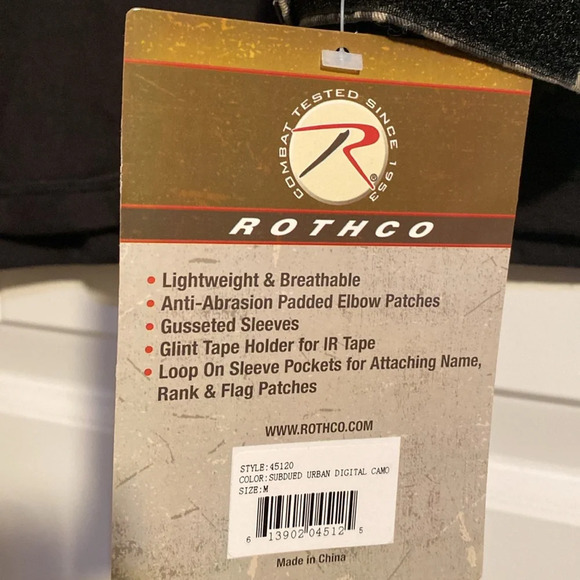 COMBAT TESTED SINCE 1953
R®
ROTHCO
• Lightweight & Breathable
• Anti-Abrasion Padded Elbow Patches
• Gusseted Sleeves
• Glint Tape Holder for IR Tape
• Loop On Sleeve Pockets for Attaching Name,
Rank & Flag Patches
WWW.ROTHCO.COM
STYLE:45120
COLOR:SUBDUED URBAN DIGITAL CAMO
SIZE:M
6 13902 04512 5
Made in China